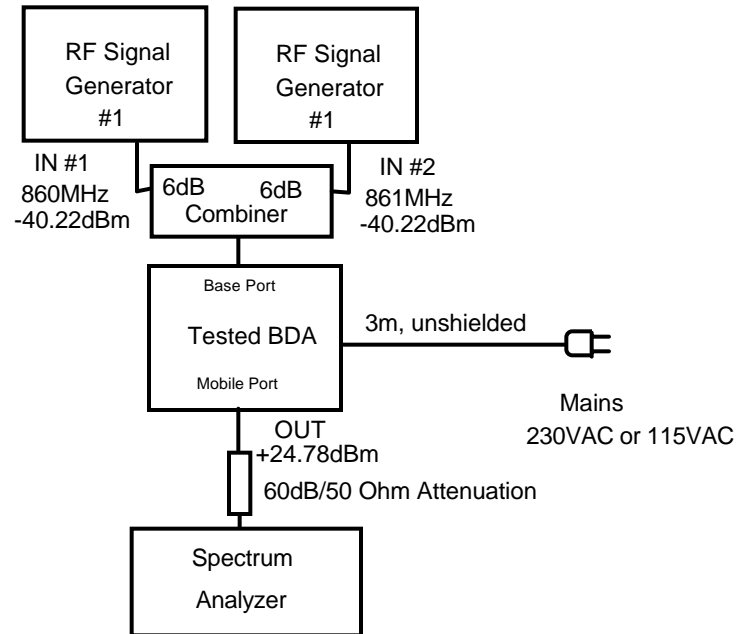 RF Signal
Generator
#1
RF Signal
Generator
#1
IN #1
860MHz
-40.22dBm
6dB
6dB
Combiner
IN #2
861MHz
-40.22dBm
Base Port
Tested BDA
Mobile Port
3m, unshielded
Mains
230VAC or 115VAC
OUT
+24.78dBm
60dB/50 Ohm Attenuation
Spectrum
Analyzer